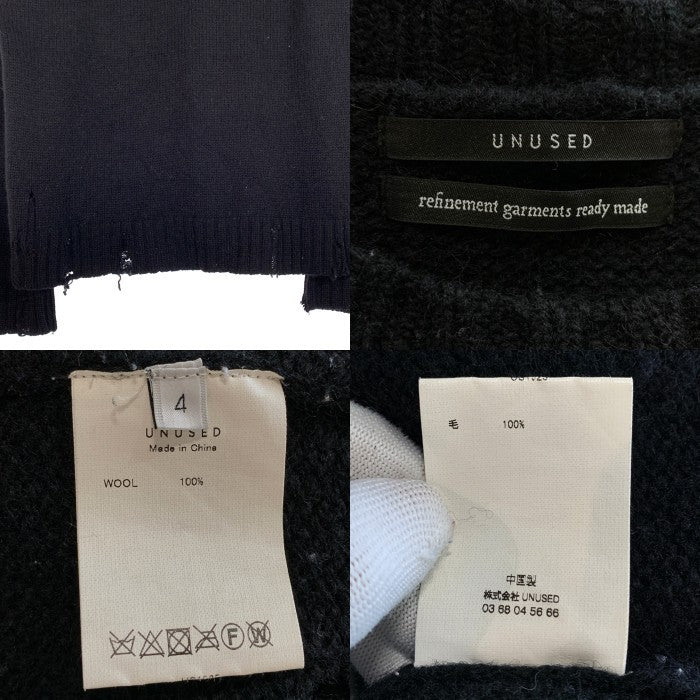 UNUSED
refinement garments ready made
4
UNUSED
Made in China
WOOL 100%
F W
毛 100%
中国製
株式会社 UNUSED
03 68 04 56 66